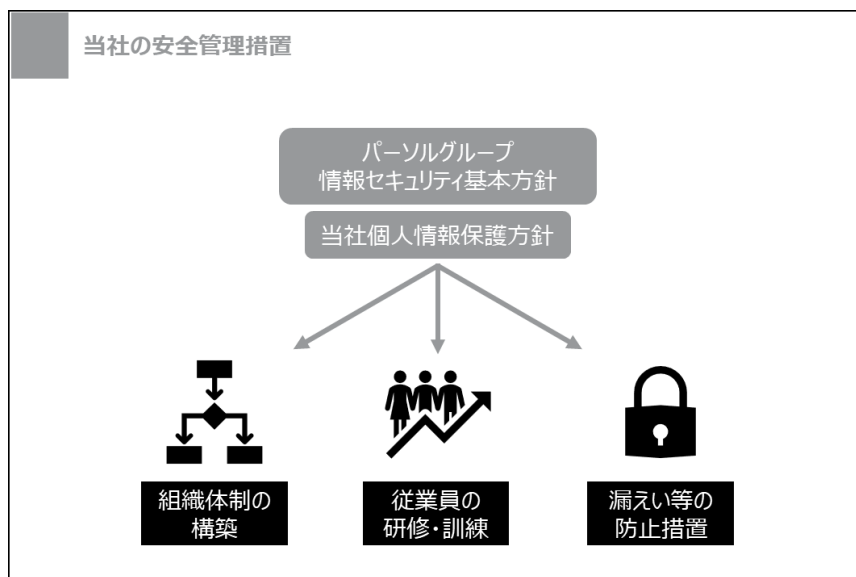 当社の安全管理措置
パーソルグループ
情報セキュリティ基本方針
当社個人情報保護方針
組織体制の
構築
従業員の
研修・訓練
漏えい等の
防止措置